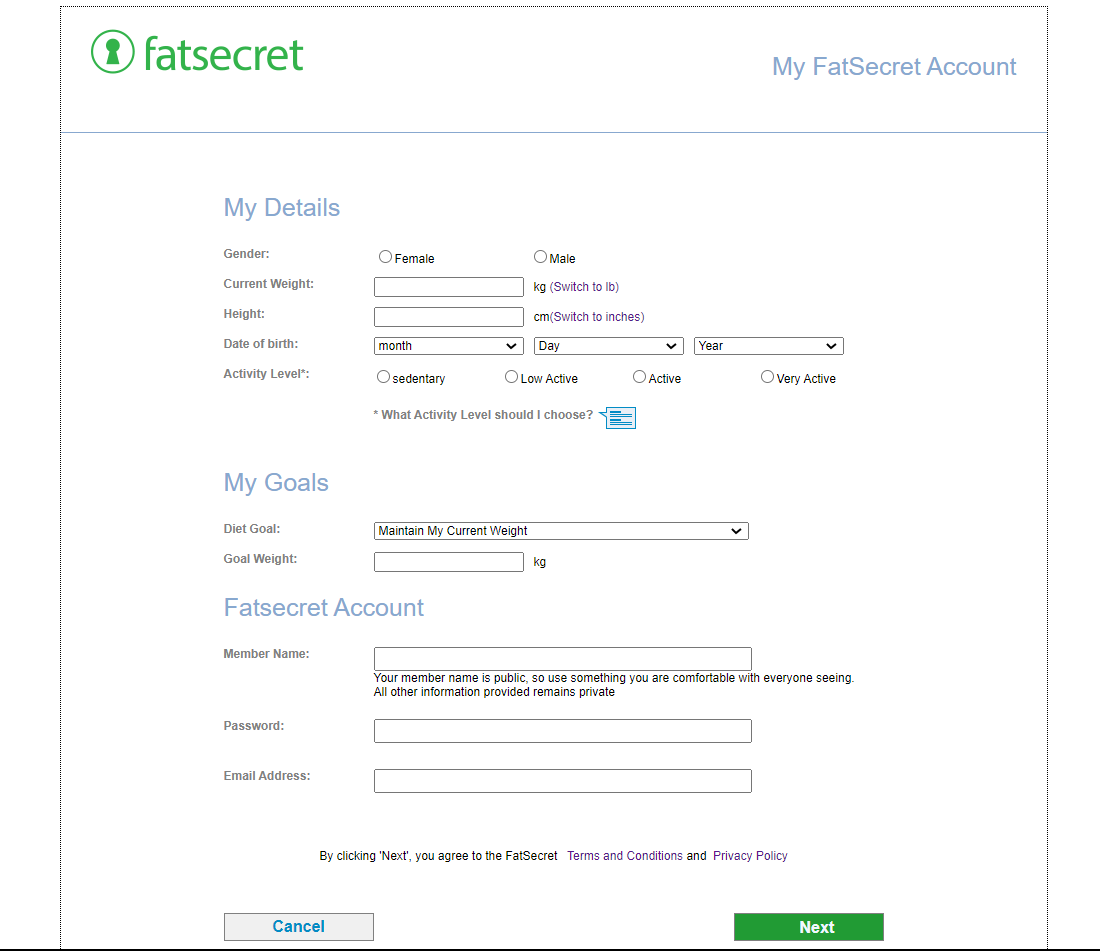 fatsecret
My FatSecret Account
My Details
Gender: Female Male
Current Weight: kg (Switch to lb)
Height: cm(Switch to inches)
Date of birth: month Day Year
Activity Level*: sedentary Low Active Active Very Active
* What Activity Level should I choose?
My Goals
Diet Goal: Maintain My Current Weight
Goal Weight: kg
Fatsecret Account
Member Name:
Your member name is public, so use something you are comfortable with everyone seeing.
All other information provided remains private
Password:
Email Address:
By clicking 'Next', you agree to the FatSecret Terms and Conditions and Privacy Policy
Cancel Next